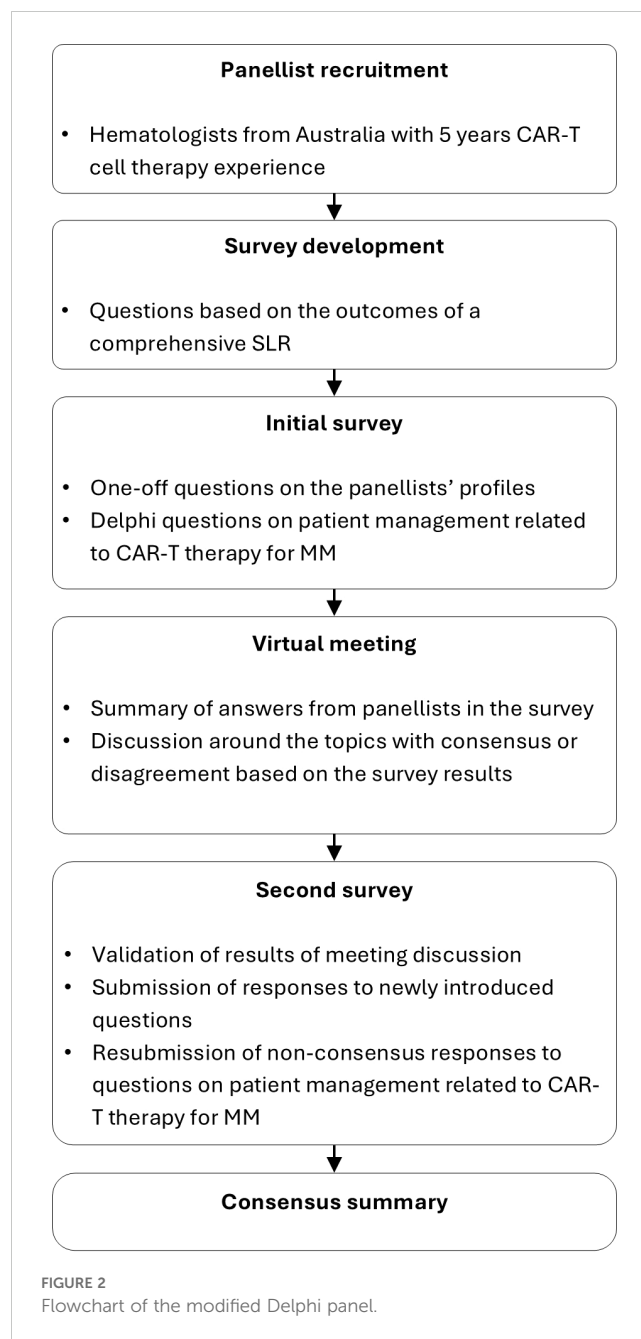 Panellist recruitment
• Hematologists from Australia with 5 years CAR-T
cell therapy experience
Survey development
• Questions based on the outcomes of a
comprehensive SLR
Initial survey
• One-off questions on the panellists’ profiles
• Delphi questions on patient management related
to CAR-T therapy for MM
Virtual meeting
• Summary of answers from panellists in the survey
• Discussion around the topics with consensus or
disagreement based on the survey results
Second survey
• Validation of results of meeting discussion
• Submission of responses to newly introduced
questions
• Resubmission of non-consensus responses to
questions on patient management related to CAR-
T therapy for MM
Consensus summary
FIGURE 2
Flowchart of the modified Delphi panel.